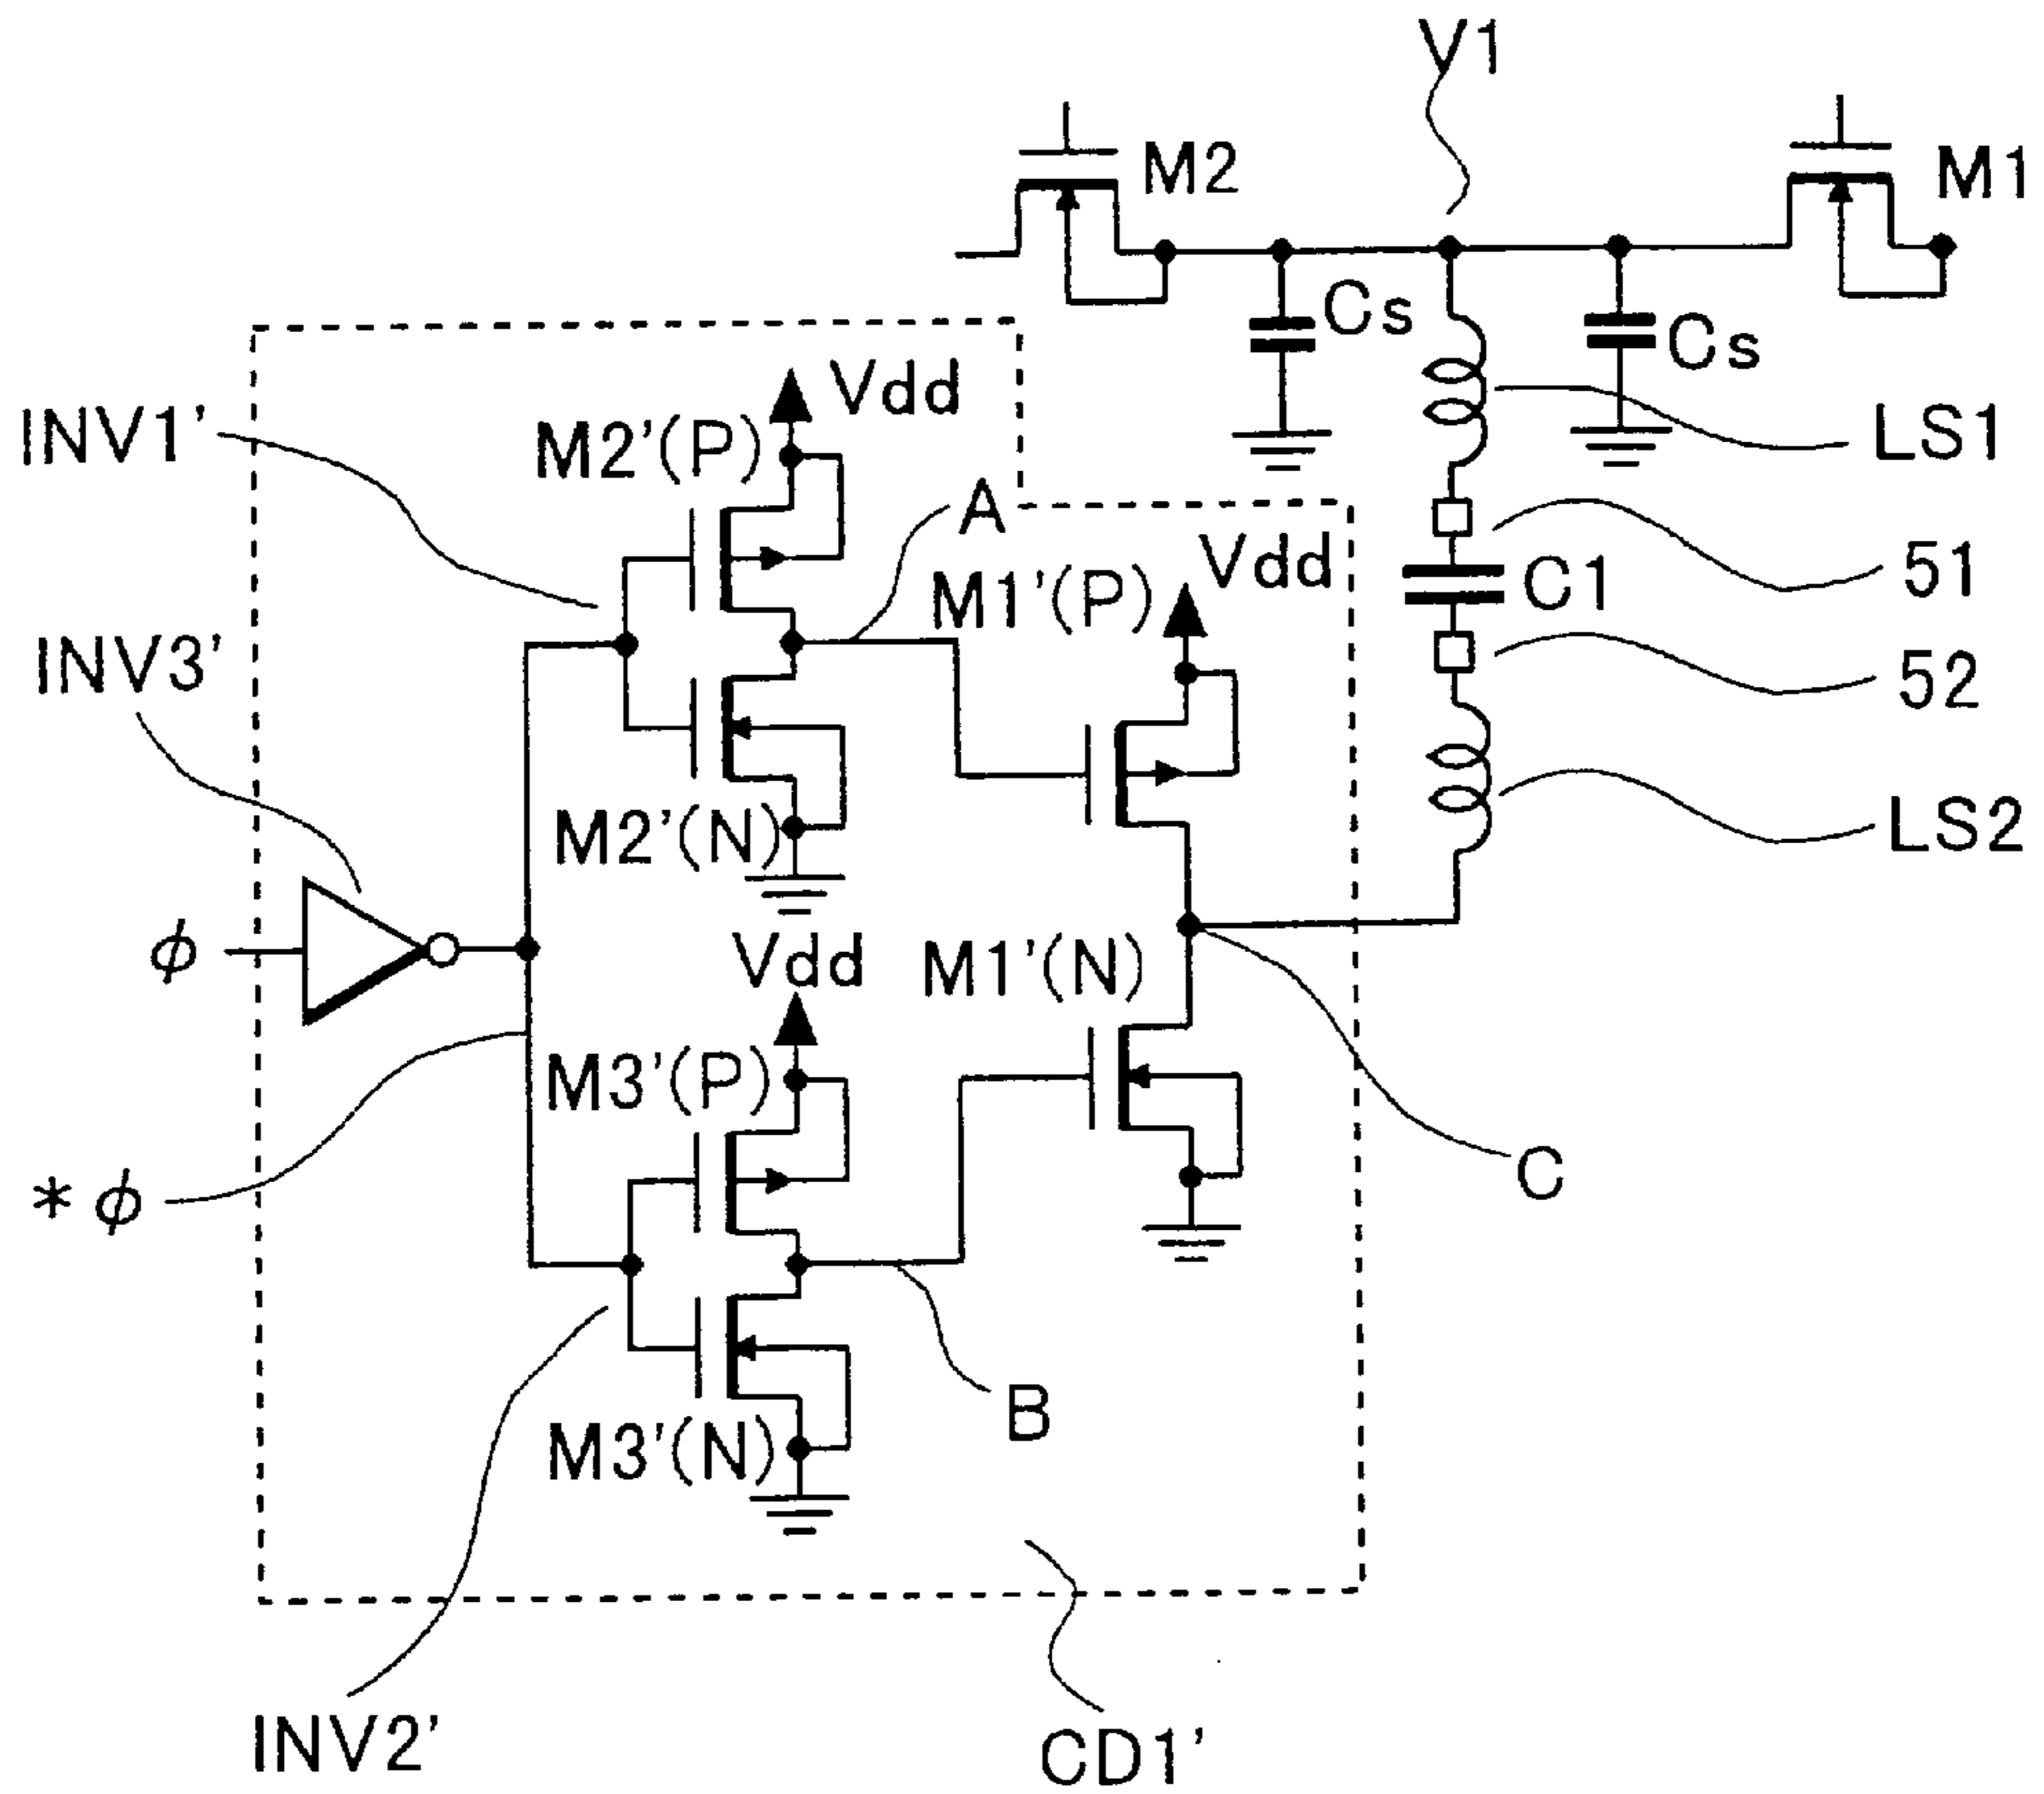 V1
M2
M1
Cs
Cs
Vdd
INV1'
M2'(P)
LS1
A
Vdd
51
M1'(P)
C1
INV3'
52
M2'(N)
LS2
ϕ
Vdd
M1'(N)
M3'(P)
*ϕ
C
B
M3'(N)
INV2'
CD1'